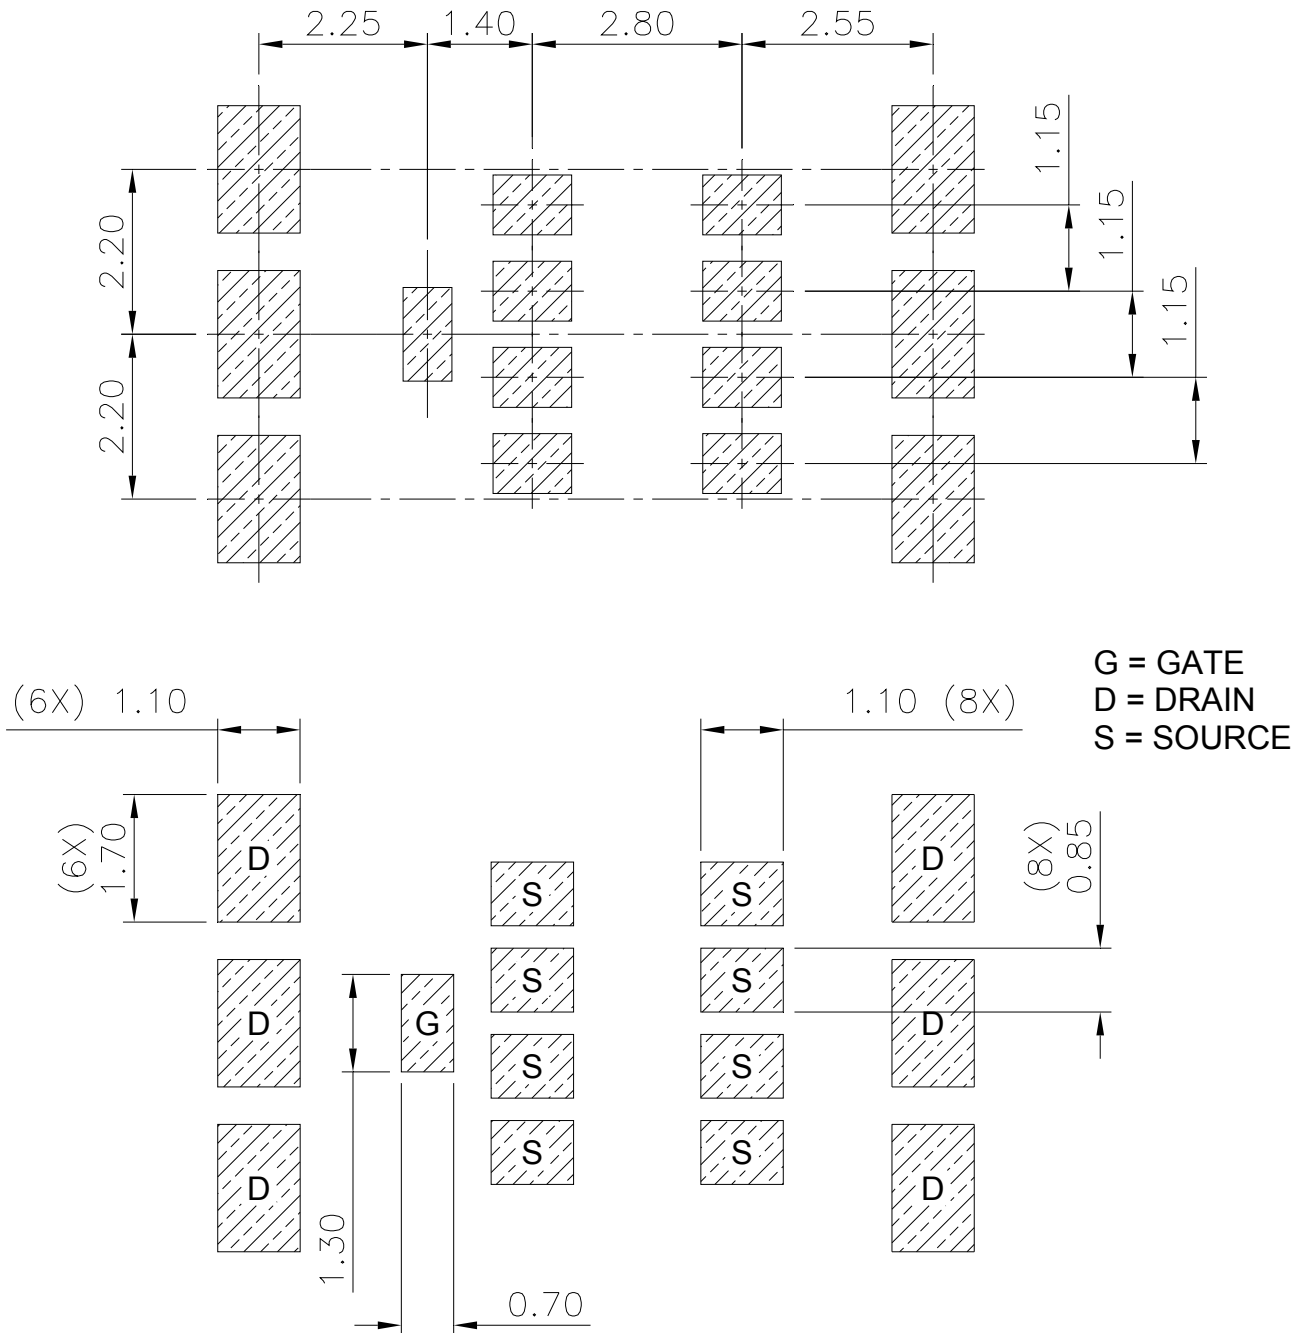 2.25 1.40 2.80 2.55
1.15
1.15
1.15
2.20
2.20
G = GATE
D = DRAIN
S = SOURCE
(6X) 1.10
1.10 (8X)
(6X)
1.70
(8X)
0.85
D D
S S
S S
D G D
S S
S S
D D
1.30
0.70